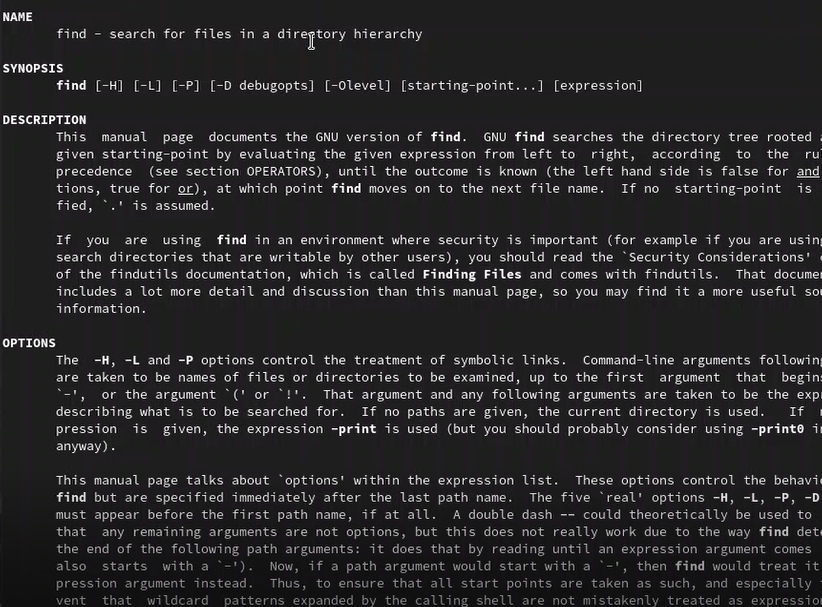 NAME
find - search for files in a directory hierarchy
SYNOPSIS
find [-H] [-L] [-P] [-D debugopts] [-Olevel] [starting-point...] [expression]
DESCRIPTION
This manual page documents the GNU version of find. GNU find searches the directory tree rooted
given starting-point by evaluating the given expression from left to right, according to the
precedence (see section OPERATORS), until the outcome is known (the left hand side is false for and
tions, true for or), at which point find moves on to the next file name. If no starting-point is
fied, `.' is assumed.
If you are using find in an environment where security is important (for example if you are using
search directories that are writable by other users), you should read the `Security Considerations'
of the findutils documentation, which is called Finding Files and comes with findutils. That
includes a lot more detail and discussion than this manual page, so you may find it a more useful
information.
OPTIONS
The -H, -L and -P options control the treatment of symbolic links. Command-line arguments following
are taken to be names of files or directories to be examined, up to the first argument that
`-', or the argument `(' or `!'. That argument and any following arguments are taken to be the
describing what is to be searched for. If no paths are given, the current directory is used. If
pression is given, the expression -print is used (but you should probably consider using -print0
anyway).
This manual page talks about `options' within the expression list. These options control the
find but are specified immediately after the last path name. The five `real' options -H, -L, -P, -D
must appear before the first path name, if at all. A double dash -- could theoretically be used to
that any remaining arguments are not options, but this does not really work due to the way find
the end of the following path arguments: it does that by reading until an expression argument comes
also starts with a `-'). Now, if a path argument would start with a `-', then find would treat it
pression argument instead. Thus, to ensure that all start points are taken as such, and especially
vent that wildcard patterns expanded by the calling shell are not mistakenly treated as